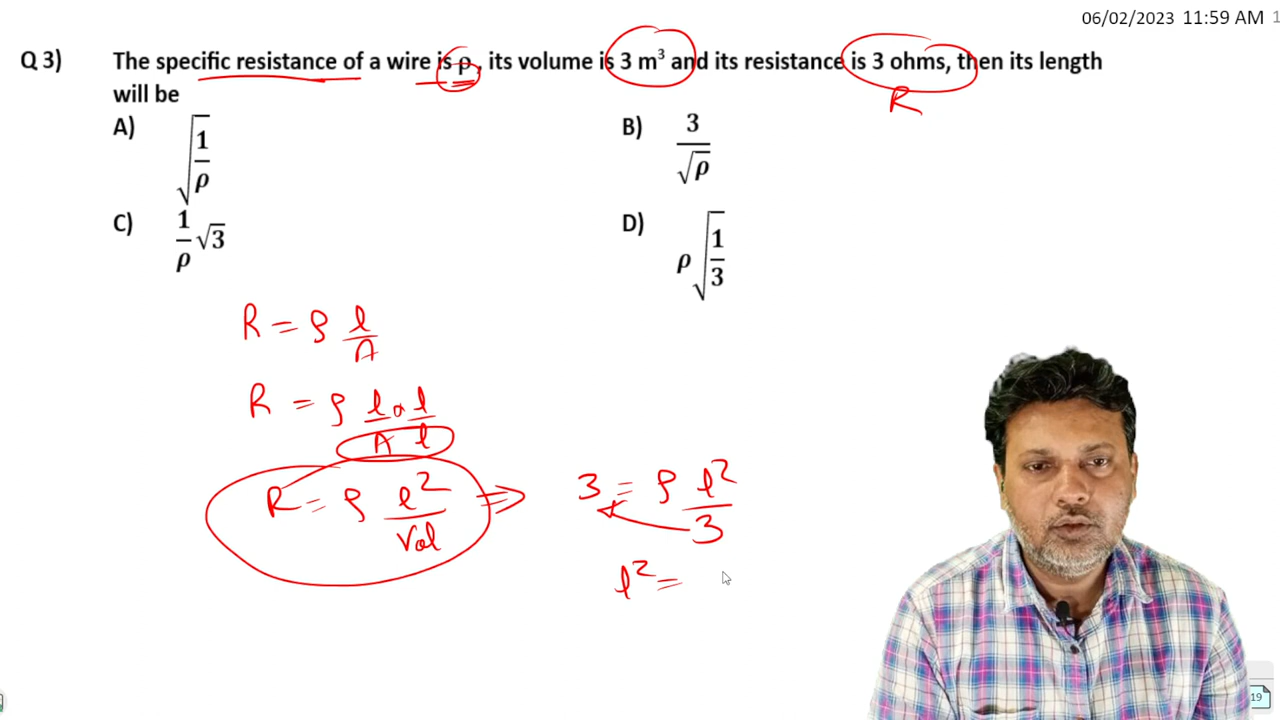 06/02/2023 11:59 AM 1
Q 3) The specific resistance of a wire is ρ, its volume is 3 m³ and its resistance is 3 ohms, then its length
R
will be
A) √(1/ρ)
B) 3/√ρ
C) 1/ρ √3
D) ρ√(1/3)
R = ρ l/A
R = ρ l/A × l/l
R = ρ l²/Vol ⇒ 3 = ρ l²/3
l² =
19